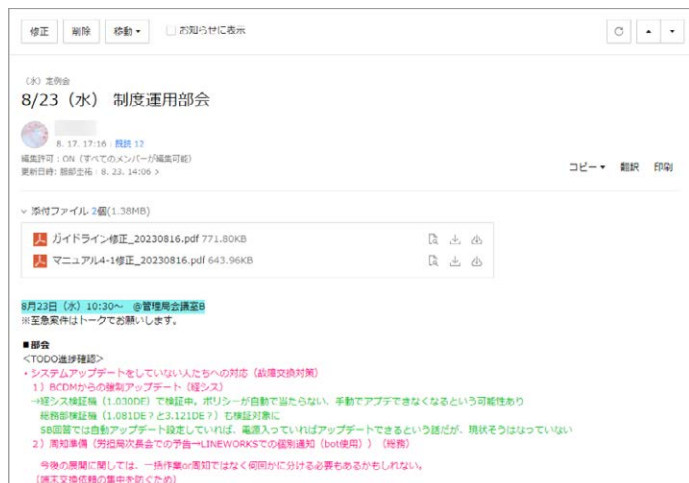 修正 削除 移動 お知らせに表示
(水) 定例会
8/23（水） 制度運用部会
8. 17. 17:16 既読 12
編集許可 : ON (すべてのメンバーが編集可能)
更新日時: 服部圭祐 : 8. 23. 14:06 >
コピー 翻訳 印刷
添付ファイル 2個(1.38MB)
ガイドライン修正_20230816.pdf 771.80KB
マニュアル4-1修正_20230816.pdf 643.96KB
8月23日（水）10:30～ @管理局会議室B
※至急案件はトークでお願いします。
■部会
<TODO進捗確認>
・システムアップデートをしていない人たちへの対応（故障交換対策）
1）BCDMからの強制アップデート（経シス）
→経シス検証機（1.030DE）で検証中。ポリシーが自動で当たらない、手動でアプデできなくなるという可能性あり
総務部検証機（1.081DE？と3.121DE？）も検証対象に
SB回答では自動アップデート設定していれば、電源入っていればアップデートできるという話だが、現状そうはなっていない
2）周知準備（労担局次長会での予告→LINEWORKSでの個別通知（bot使用））（総務）
今後の展開に関しては、一括作業or周知ではなく何回かに分ける必要もあるかもしれない。
（端末交換依頼の集中を防ぐため）